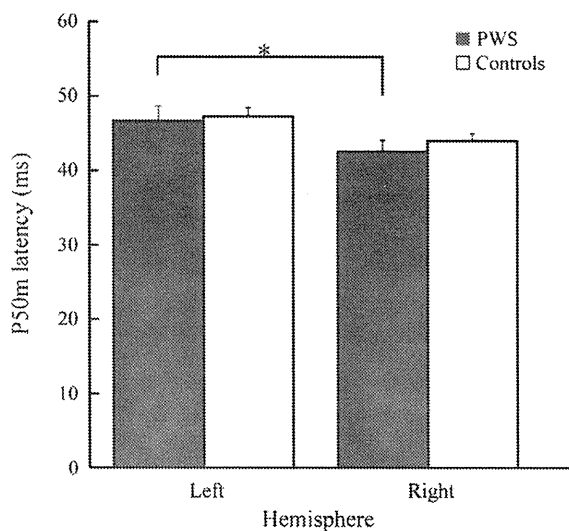 60
50
40
30
20
10
0
P50m latency (ms)
*
PWS
Controls
Left
Right
Hemisphere